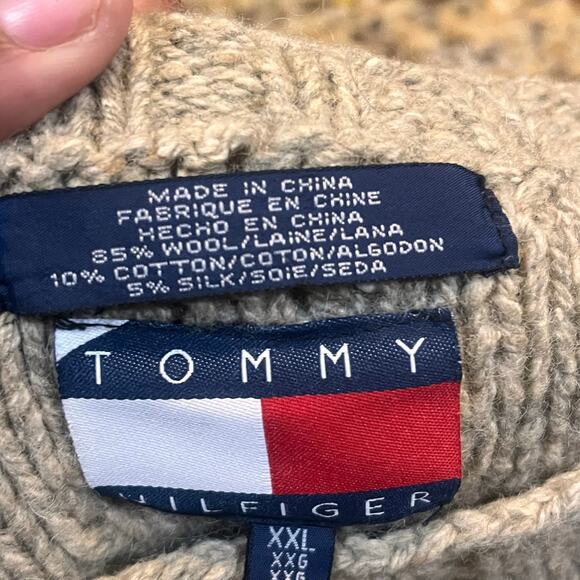 MADE IN CHINA
FABRIQUE EN CHINE
HECHO EN CHINA
85% WOOL/LAINE/LANA
10% COTTON/COTON/ALGODON
5% SILK/SOIE/SEDA
TOMMY
HILFIGER
XXL
XXG
XXG